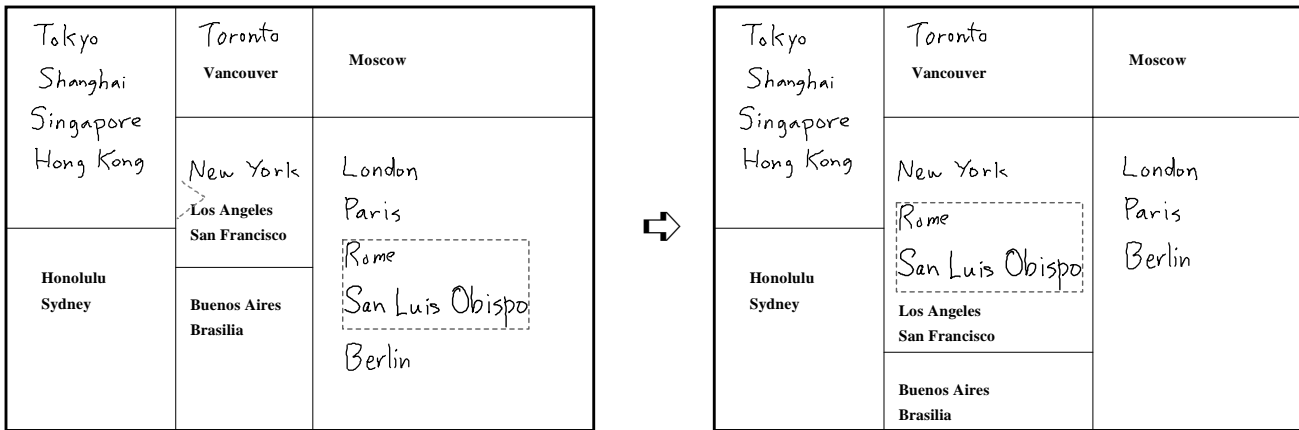 Tokyo
Shanghai
Singapore
Hong Kong
Honolulu
Sydney
Toronto
Vancouver
New York
Los Angeles
San Francisco
Buenos Aires
Brasilia
Moscow
London
Paris
Rome
San Luis Obispo
Berlin
Tokyo
Shanghai
Singapore
Hong Kong
Honolulu
Sydney
Toronto
Vancouver
New York
Rome
San Luis Obispo
Los Angeles
San Francisco
Buenos Aires
Brasilia
Moscow
London
Paris
Berlin